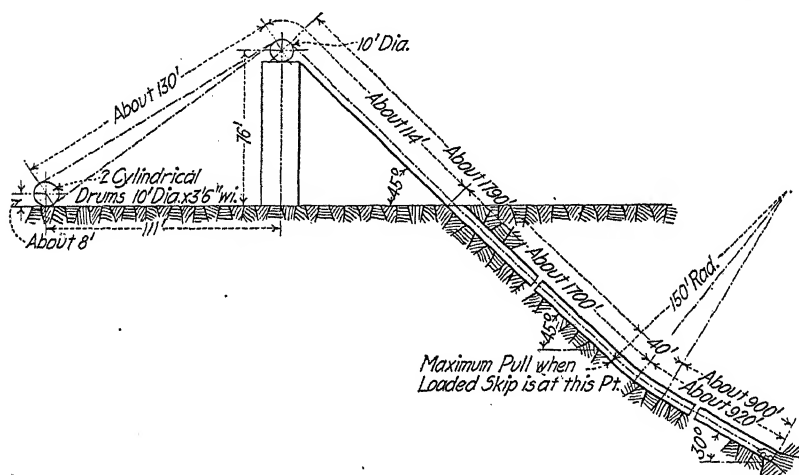 About 130'
10' Dia.
76'
2 Cylindrical
Drums 10' Dia. x 3'6" wi.
About 8'
111'
About 114'
45°
About 1790'
About 1700'
150' Rad.
45°
40'
Maximum Pull when
Loaded Skip is at this Pt.
About 900'
About 920'
30°